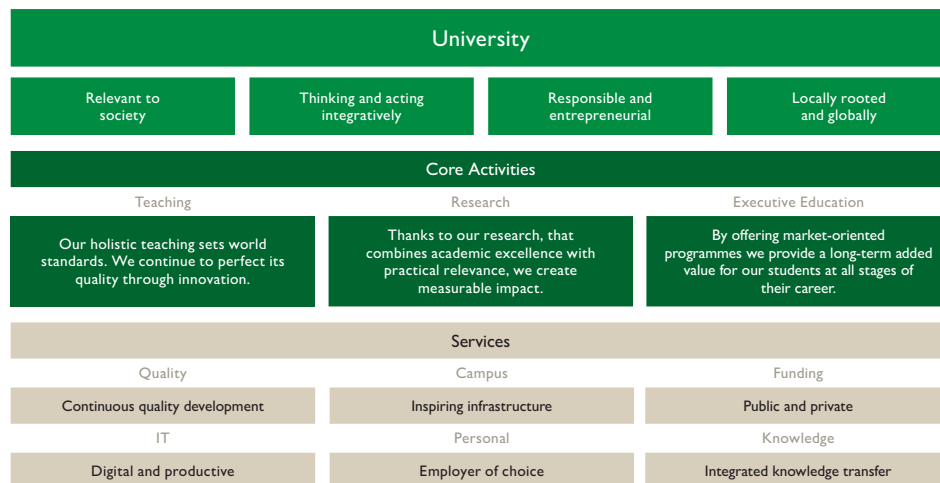 University
Relevant to
society
Thinking and acting
integratively
Responsible and
entrepreneurial
Locally rooted
and globally
Core Activities
Teaching
Research
Executive Education
Our holistic teaching sets world
standards. We continue to perfect its
quality through innovation.
Thanks to our research, that
combines academic excellence with
practical relevance, we create
measurable impact.
By offering market-oriented
programmes we provide a long-term added
value for our students at all stages of
their career.
Services
Quality
Campus
Funding
Continuous quality development
Inspiring infrastructure
Public and private
IT
Personal
Knowledge
Digital and productive
Employer of choice
Integrated knowledge transfer